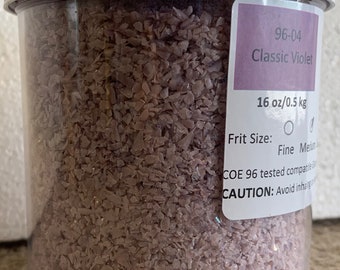 96-04
Classic Violet
16 oz/0.5 kg
Frit Size:
Fine Medium
COE 96 tested compatible
CAUTION: Avoid inhaling